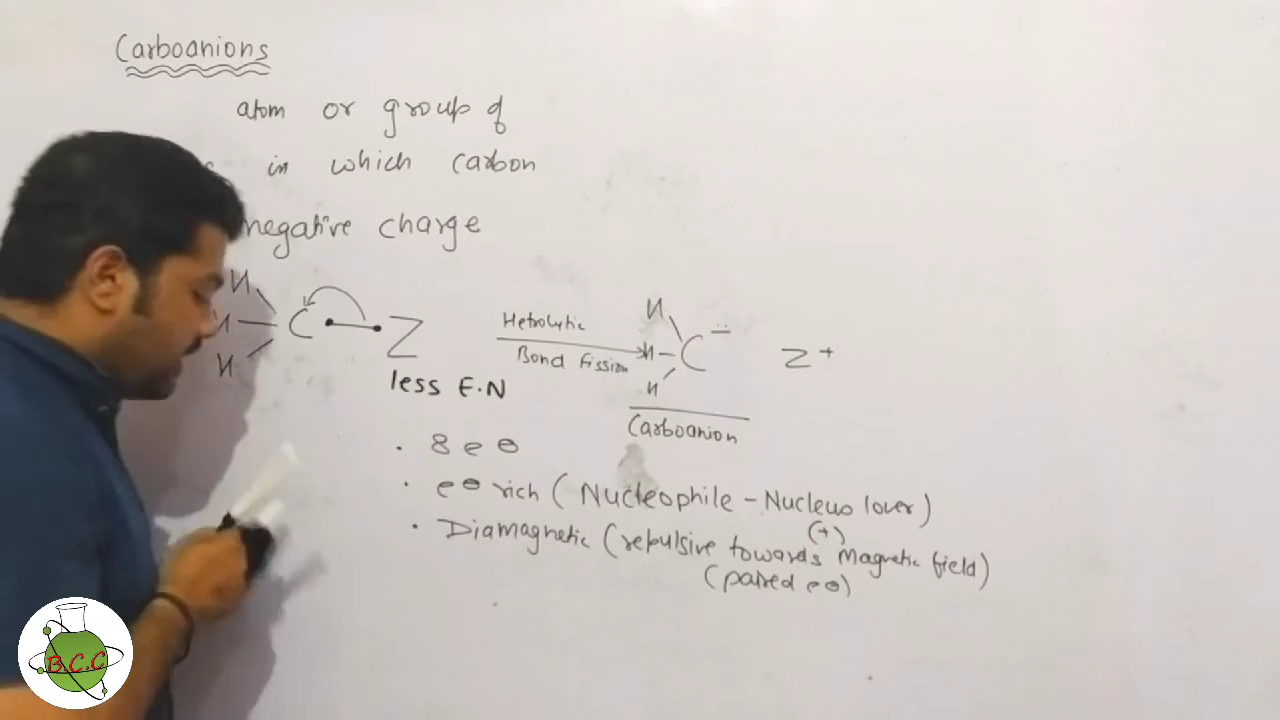 Carboanions
atom or group of
in which carbon
negative charge
H
H C Z
H
less E.N
Hetrolytic
Bond fission
H
H C
H
Z +
Carboanion
· 8 e ⊖
· e⊖ rich (Nucleophile - Nucleus lover)
(+)
· Diamagnetic (repulsive towards Magnetic field)
(paired e⊖)
B.C.C